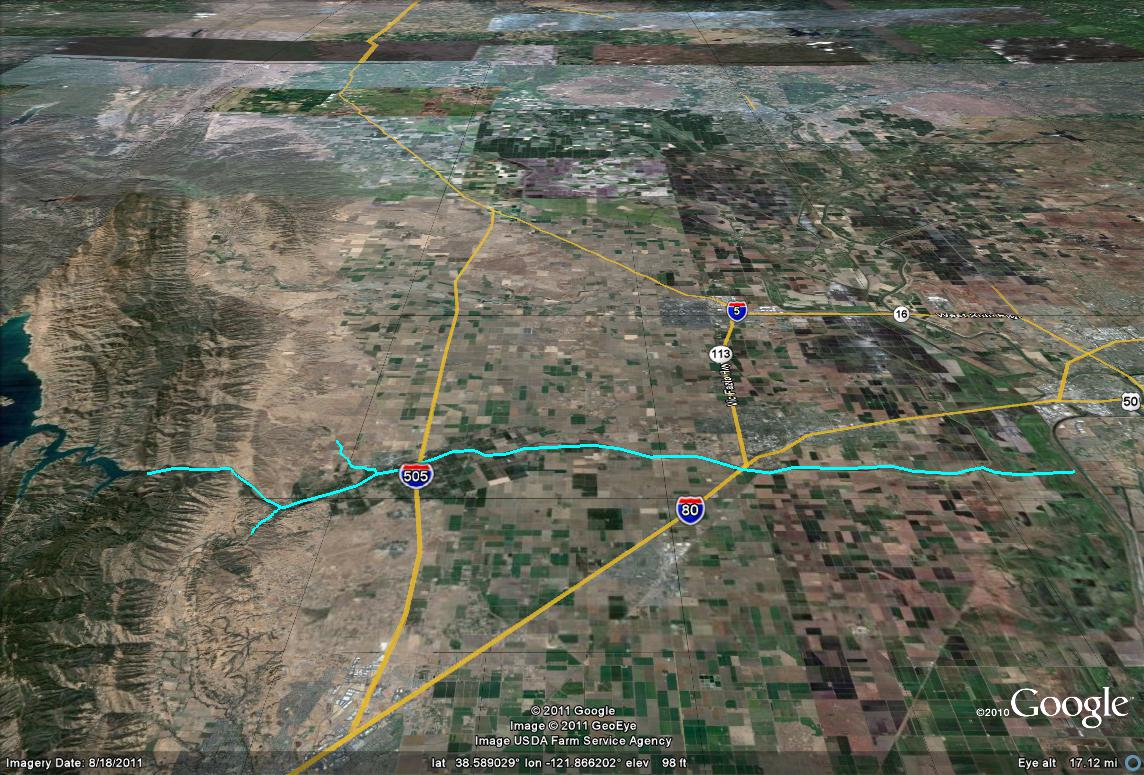 5
16
113
50
505
80
© 2011 Google
Image © 2011 GeoEye
Image USDA Farm Service Agency
©2010 Google™
Imagery Date: 8/18/2011
lat 38.589029° lon -121.866202° elev 98 ft
Eye alt 17.12 mi